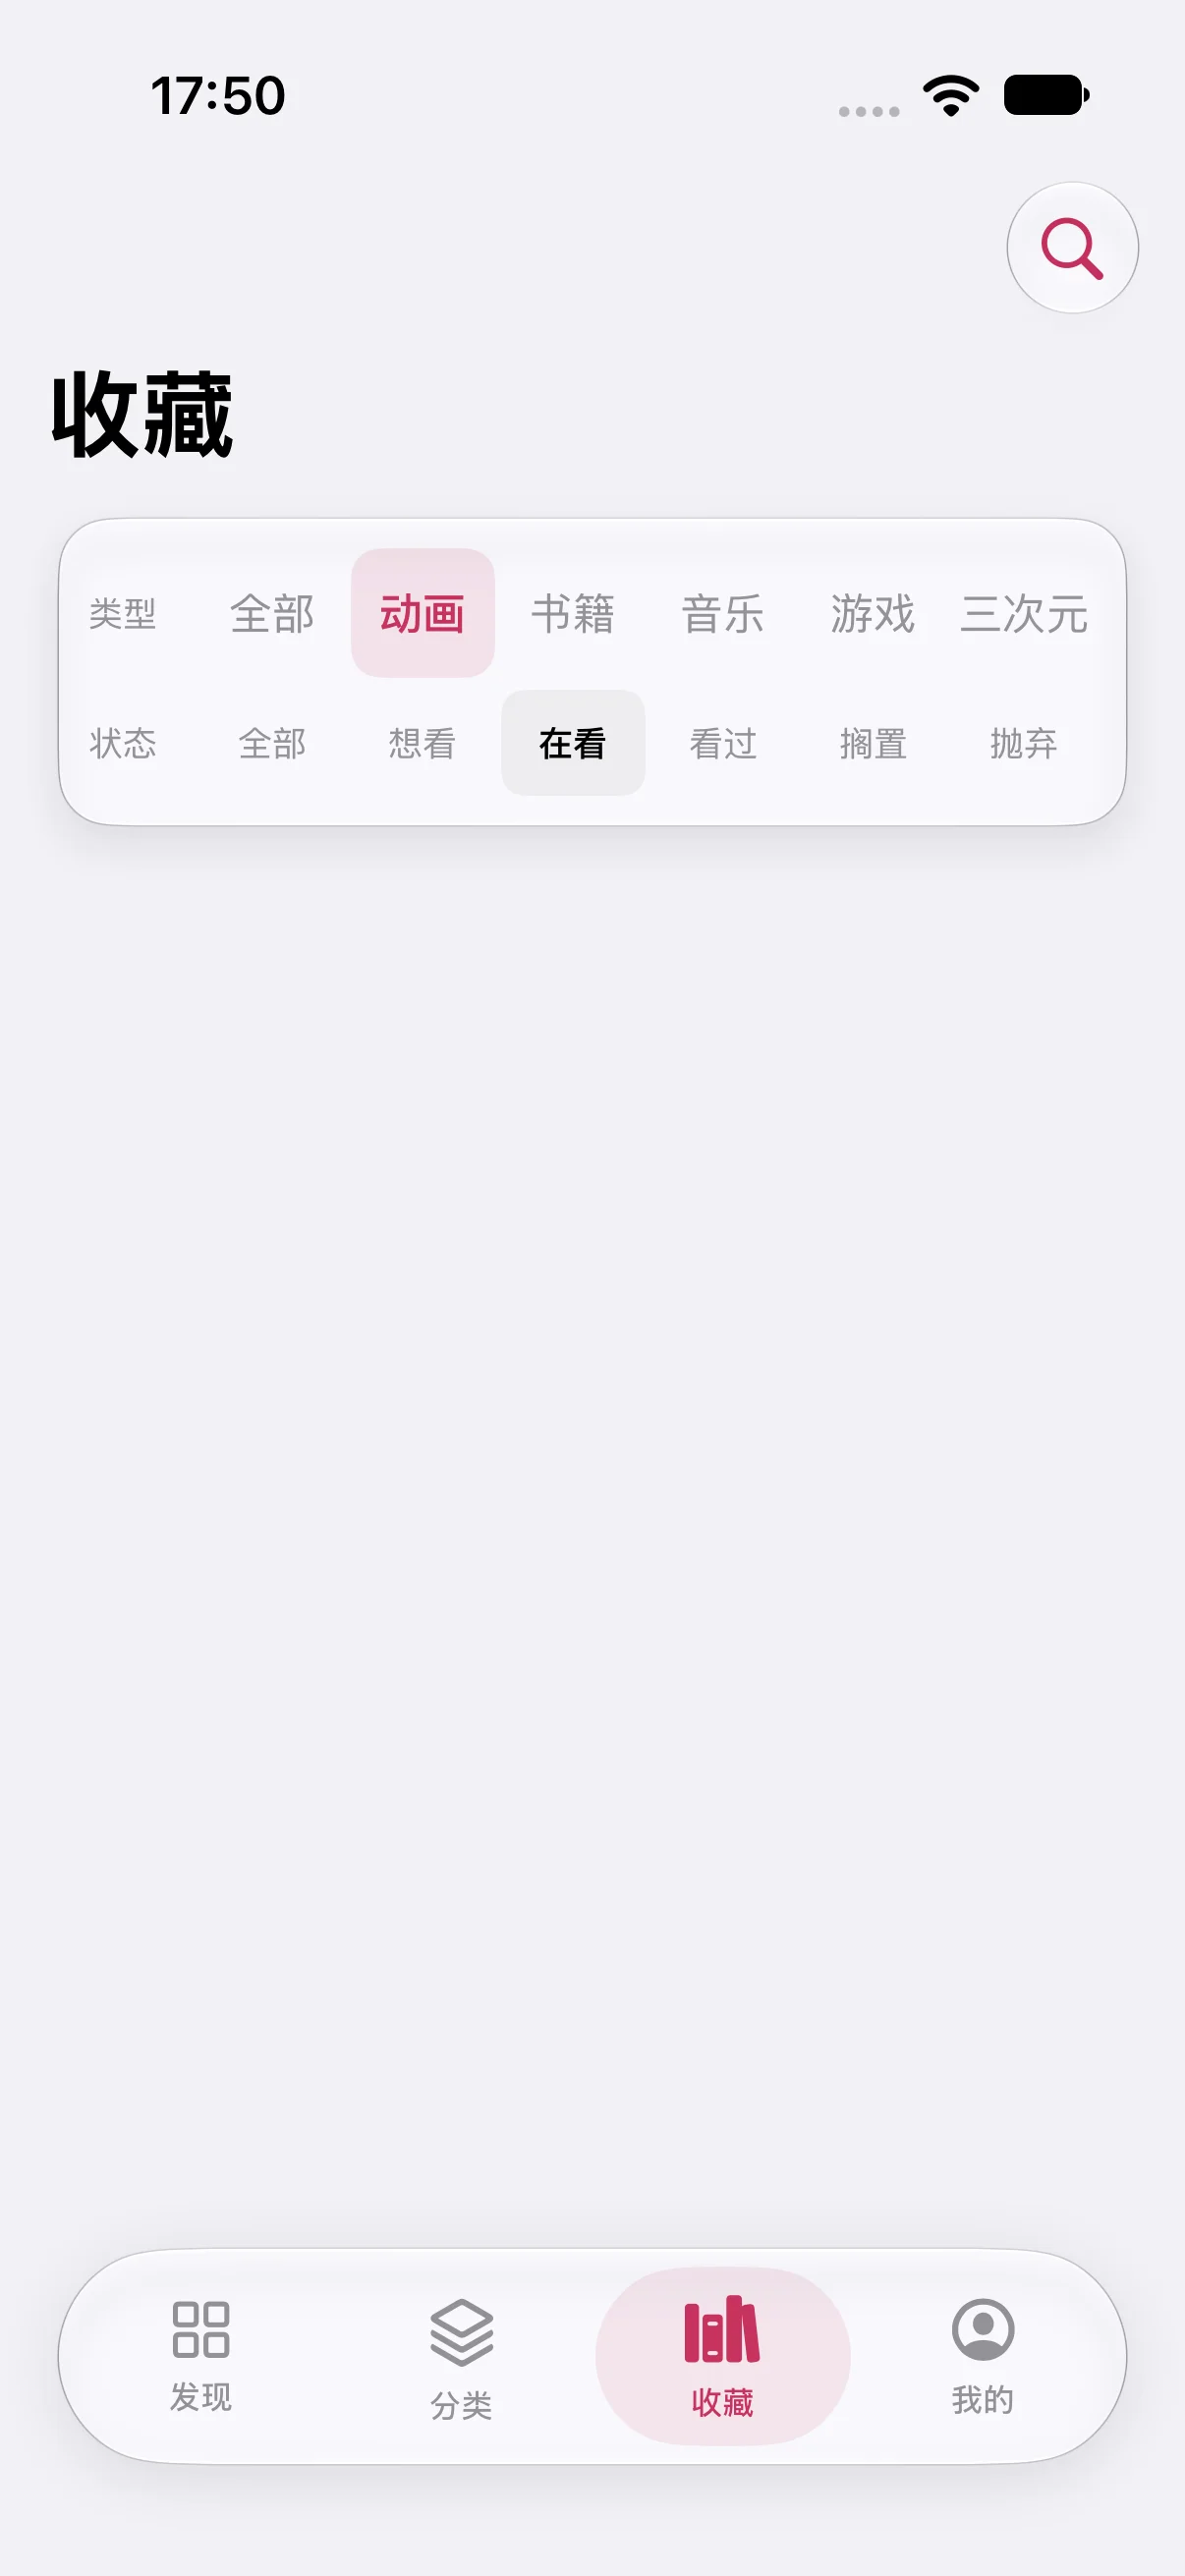 17:50
收藏
类型 全部 动画 书籍 音乐 游戏 三次元
状态 全部 想看 在看 看过 搁置 抛弃
发现 分类 收藏 我的